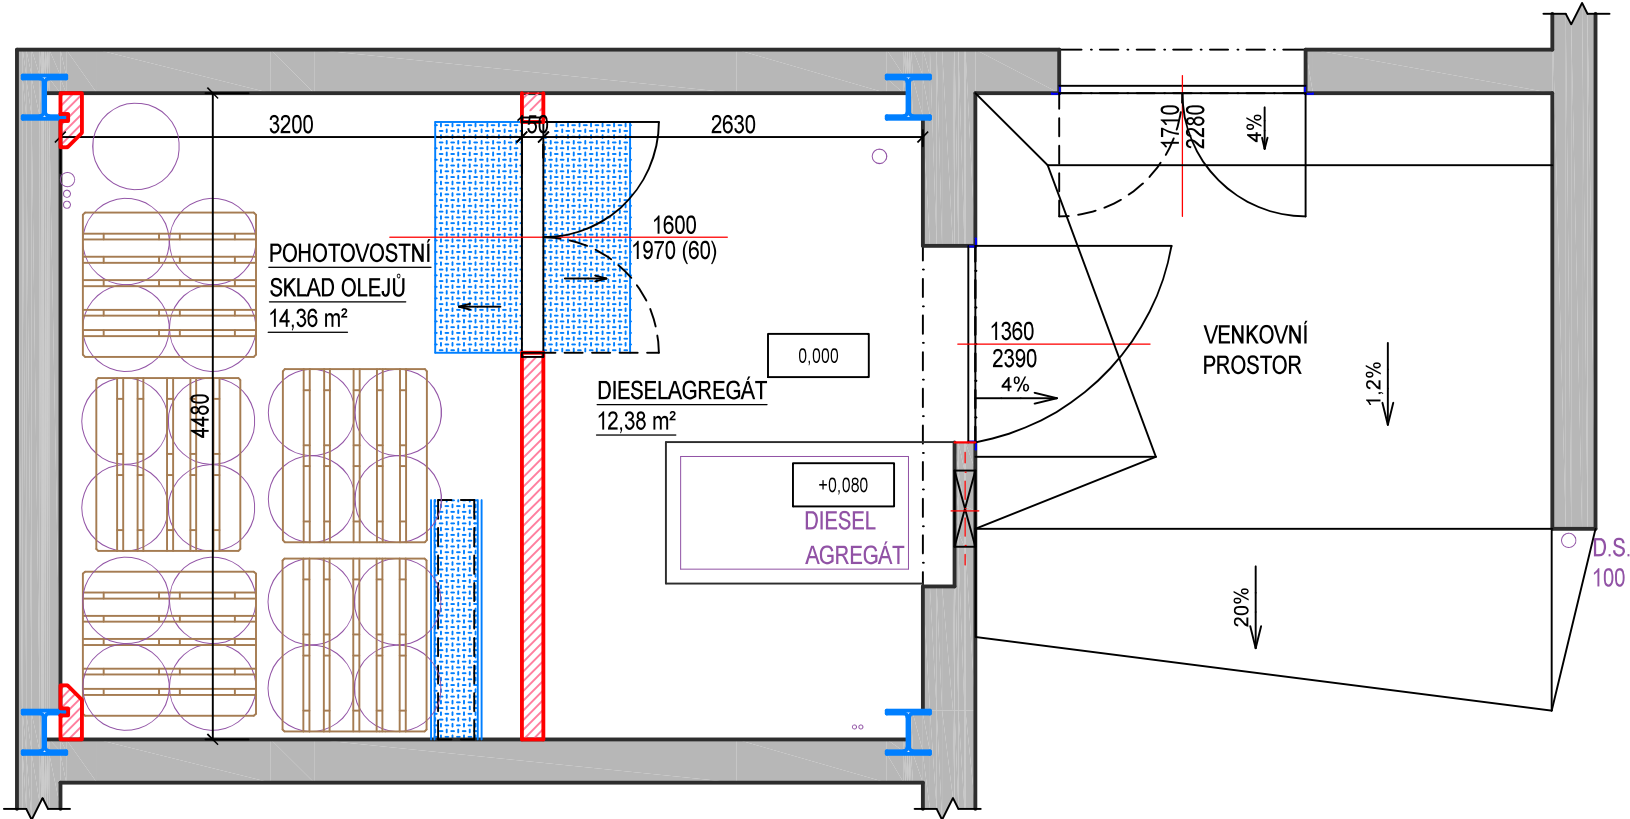 3200
150
2630
1710
2280
4%
1600
1970 (60)
POHOTOVOSTNÍ
SKLAD OLEJŮ
14,36 m²
4480
0,000
DIESELAGREGÁT
12,38 m²
1360
2390
4%
VENKOVNÍ
PROSTOR
1,2%
+0,080
DIESEL
AGREGÁT
20%
D.S.
100